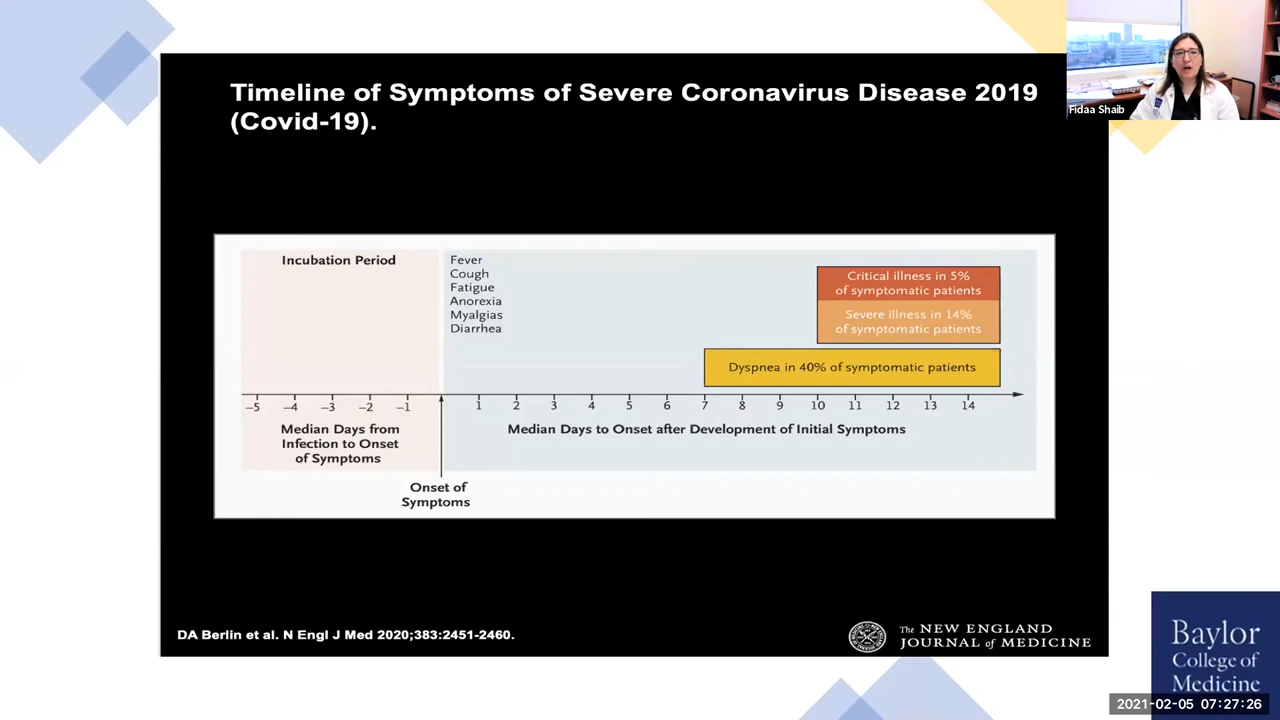 Timeline of Symptoms of Severe Coronavirus Disease 2019
(Covid-19).
Fidaa Shaib
Incubation Period
Fever
Cough
Fatigue
Anorexia
Myalgias
Diarrhea
Critical illness in 5%
of symptomatic patients
Severe illness in 14%
of symptomatic patients
Dyspnea in 40% of symptomatic patients
–5 –4 –3 –2 –1 1 2 3 4 5 6 7 8 9 10 11 12 13 14
Median Days from
Infection to Onset
of Symptoms
Median Days to Onset after Development of Initial Symptoms
Onset of
Symptoms
DA Berlin et al. N Engl J Med 2020;383:2451-2460.
The NEW ENGLAND
JOURNAL of MEDICINE
Baylor
College of
Medicine
2021-02-05 07:27:26